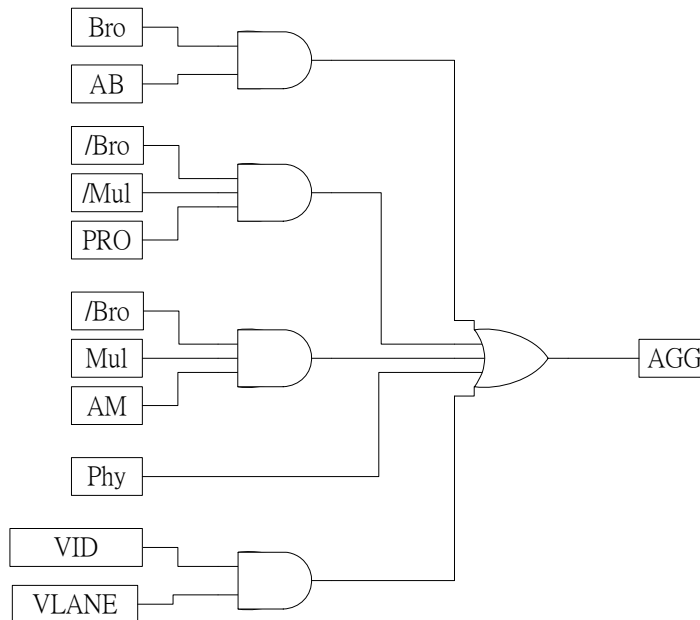 Bro
AB
/Bro
/Mul
PRO
/Bro
Mul
AM
AGG
Phy
VID
VLANE